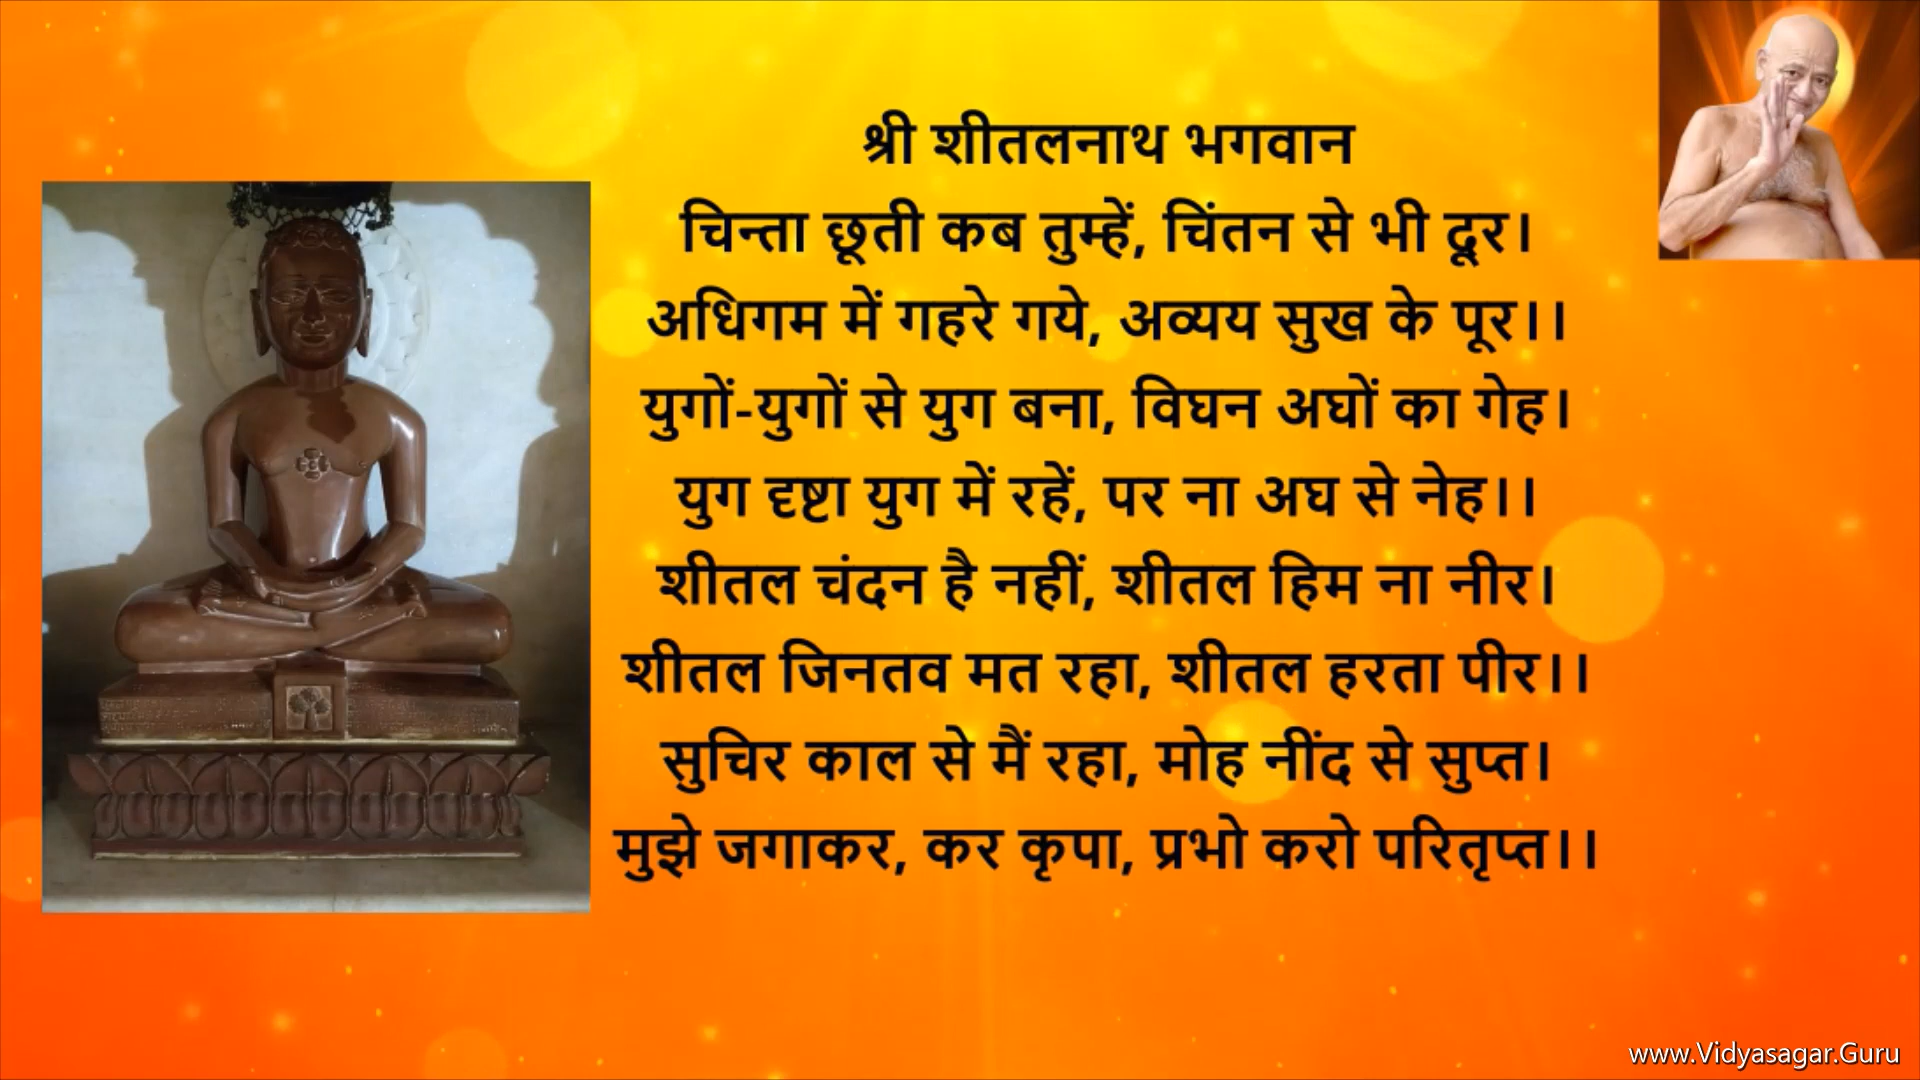 श्री शीतलनाथ भगवान
चिन्ता छूती कब तुम्हें, चिंतन से भी दूर।
अधिगम में गहरे गये, अव्यय सुख के पूर।।
युगों-युगों से युग बना, विघन अघों का गेह।
युग दृष्टा युग में रहें, पर ना अघ से नेह।।
शीतल चंदन है नहीं, शीतल हिम ना नीर।
शीतल जिनतव मत रहा, शीतल हरता पीर।।
सुचिर काल से मैं रहा, मोह नींद से सुप्त।
मुझे जगाकर, कर कृपा, प्रभो करो परितृप्त।।
www.Vidyasagar.Guru